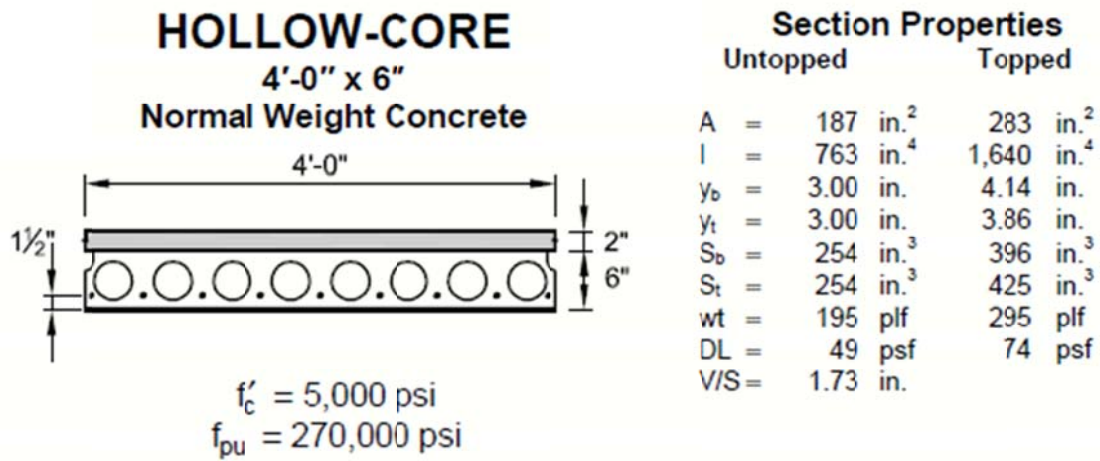 HOLLOW-CORE
4'-0" x 6"
Normal Weight Concrete
4'-0"
1½"
2"
6"
f′c = 5,000 psi
fpu = 270,000 psi
Section Properties
Untopped Topped
A = 187 in.² 283 in.²
I = 763 in.⁴ 1,640 in.⁴
yb = 3.00 in. 4.14 in.
yt = 3.00 in. 3.86 in.
Sb = 254 in.³ 396 in.³
St = 254 in.³ 425 in.³
wt = 195 plf 295 plf
DL = 49 psf 74 psf
V/S = 1.73 in.